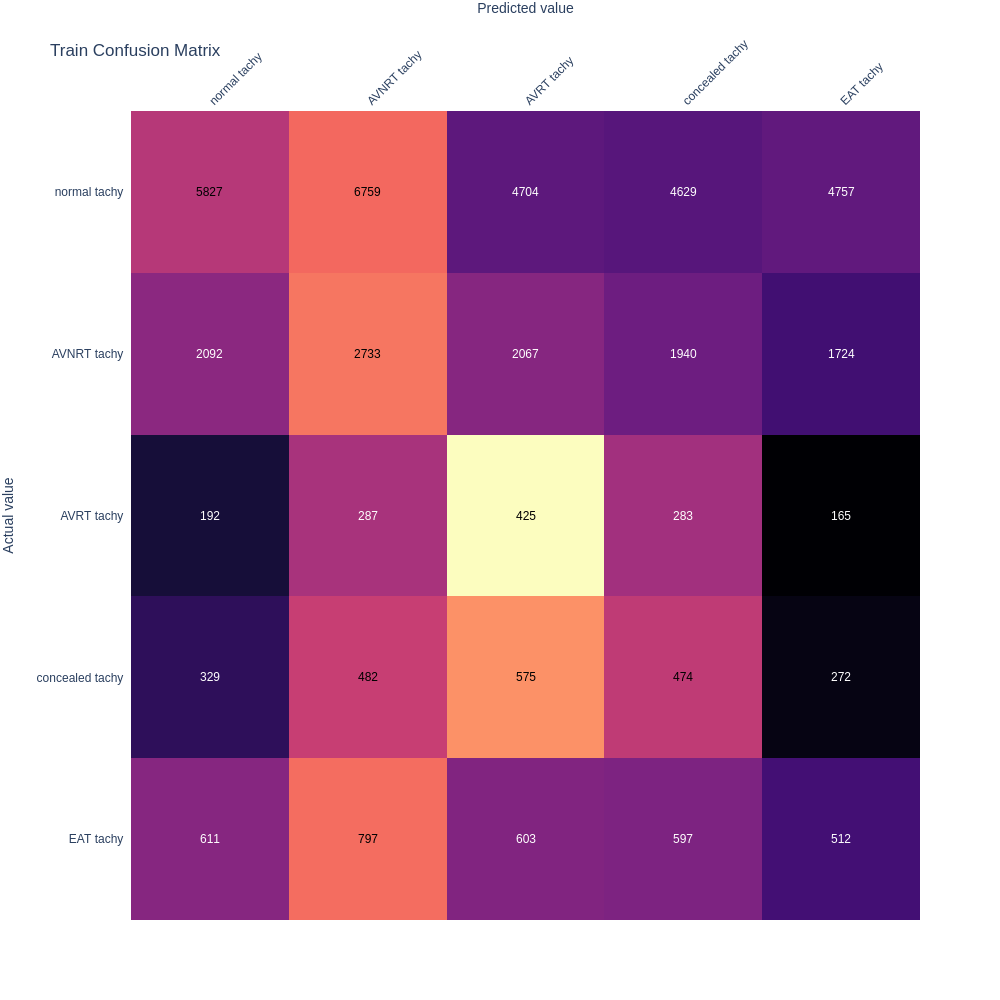 Predicted value
Train Confusion Matrix
normal tachy
AVNRT tachy
AVRT tachy
concealed tachy
EAT tachy
normal tachy 5827 6759 4704 4629 4757
AVNRT tachy 2092 2733 2067 1940 1724
AVRT tachy 192 287 425 283 165
concealed tachy 329 482 575 474 272
EAT tachy 611 797 603 597 512
Actual value